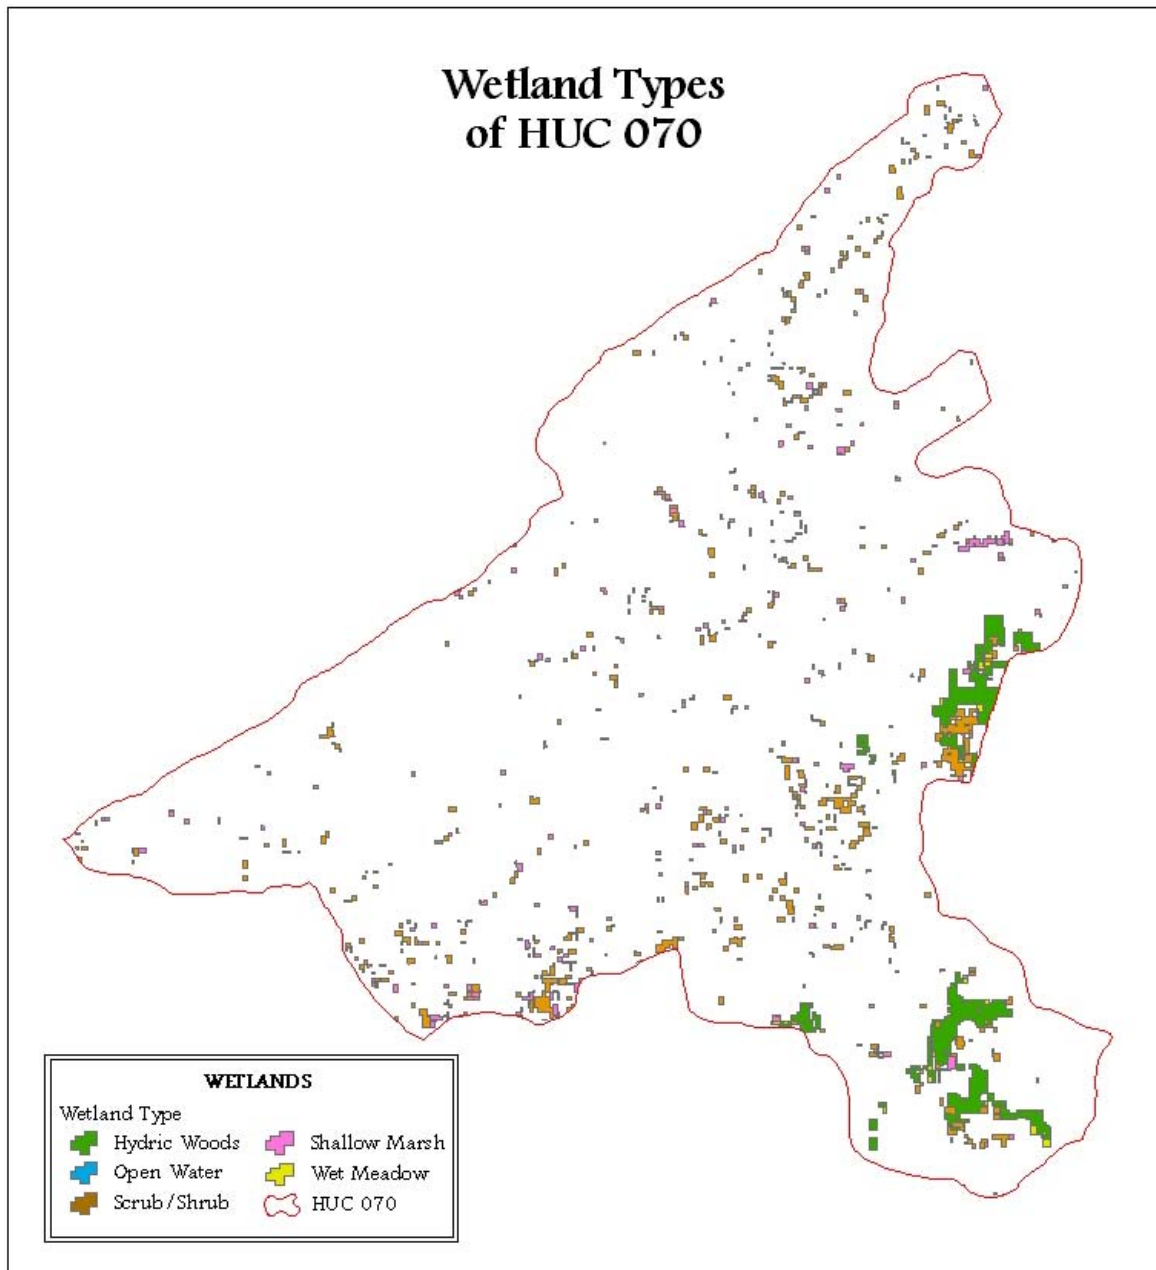 Wetland Types
of HUC 070
WETLANDS
Wetland Type
Hydric Woods
Open Water
Scrub/Shrub
Shallow Marsh
Wet Meadow
HUC 070